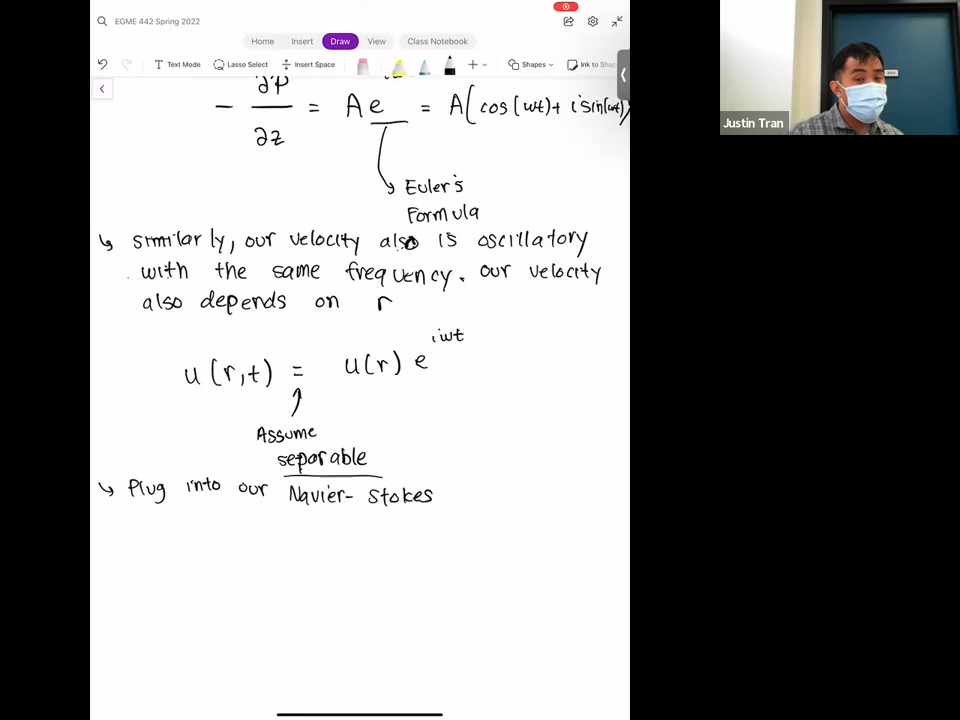 EGME 442 Spring 2022
Home Insert Draw View Class Notebook
Text Mode Lasso Select Insert Space Shapes Ink to Shap
- ∂P/∂z = A e = A(cos(ωt) + i sin(ωt)
Euler's
Formula
similarly, our velocity also is oscillatory
with the same frequency. our velocity
also depends on r
u(r,t) = u(r) e^iωt
Assume
separable
Plug into our Navier-Stokes
Justin Tran